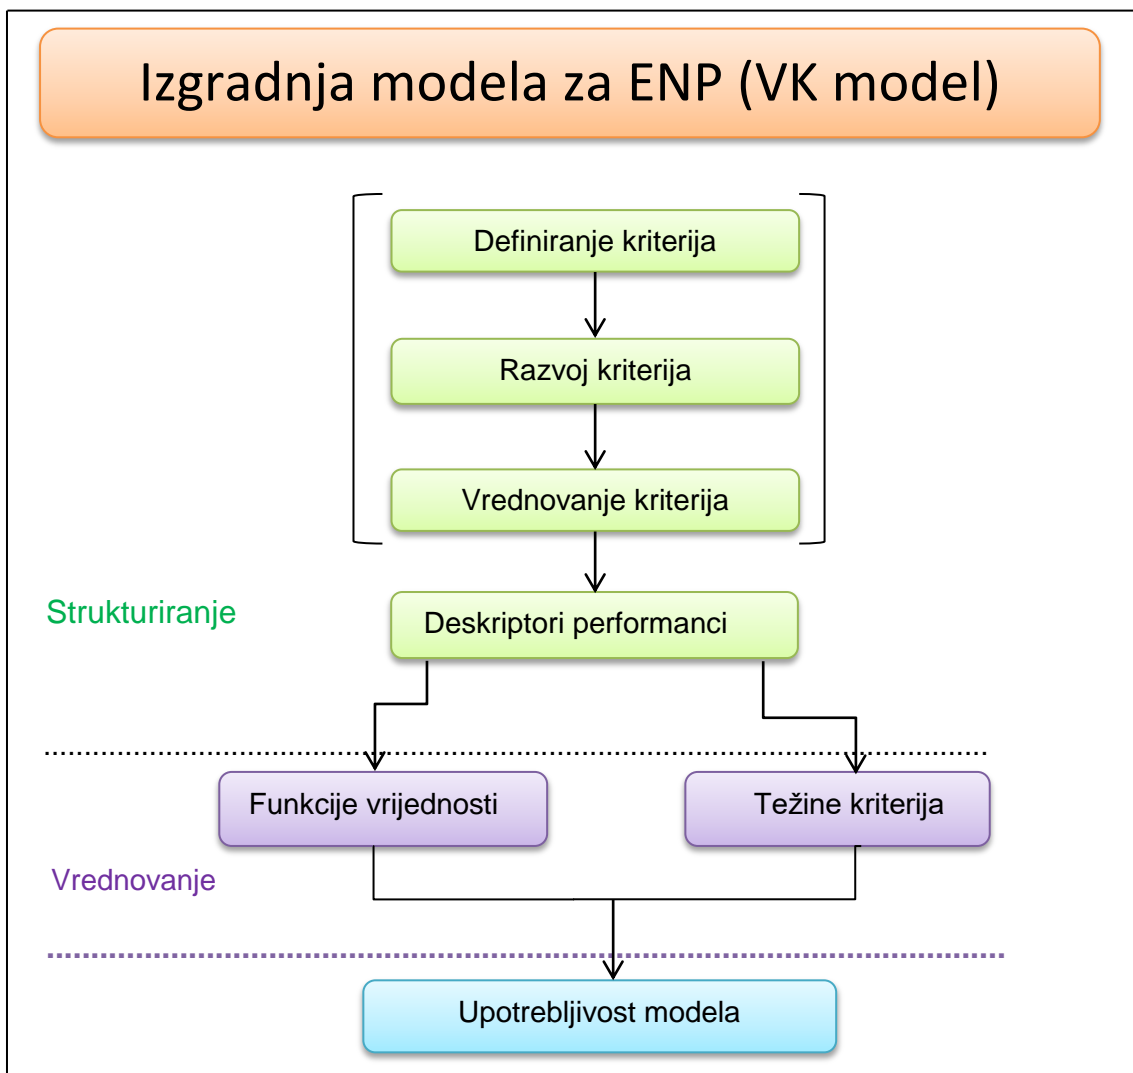 Izgradnja modela za ENP (VK model)
Definiranje kriterija
Razvoj kriterija
Vrednovanje kriterija
Strukturiranje
Deskriptori performanci
Funkcije vrijednosti
Težine kriterija
Vrednovanje
Upotrebljivost modela